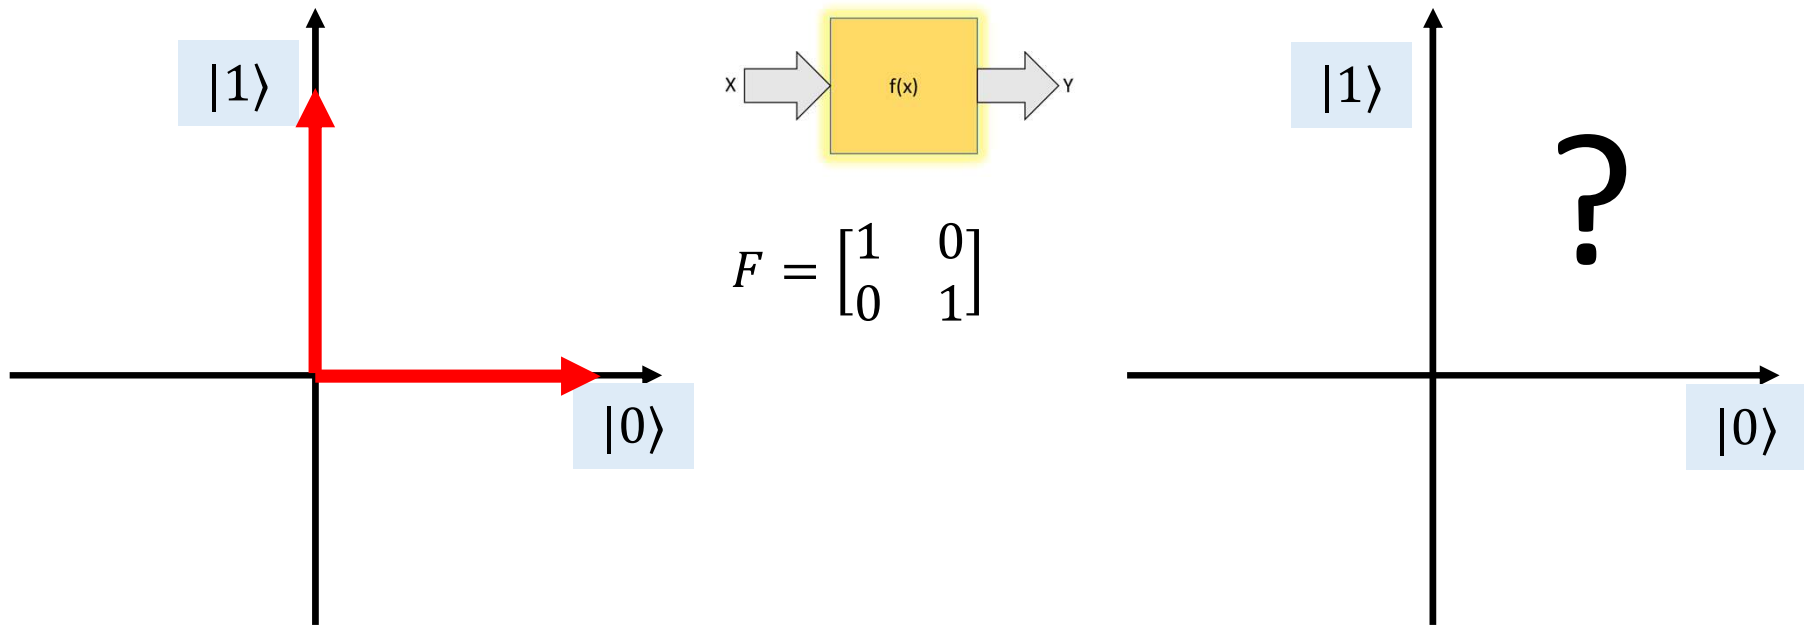 |1⟩
|0⟩
X
f(x)
Y
F = [1 0
0 1]
|1⟩
?
|0⟩